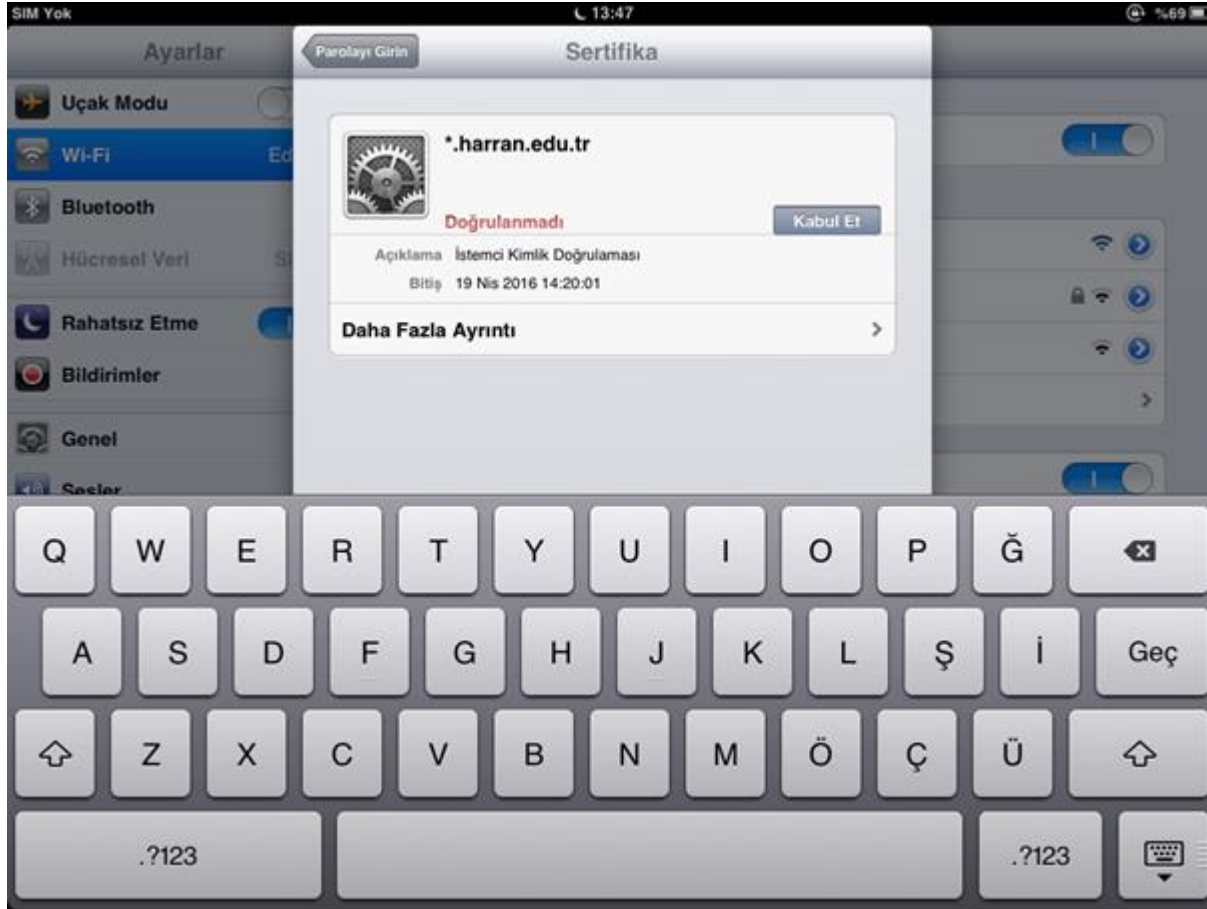 SIM Yok 13:47 %69
Ayarlar
Parolayı Girin
Sertifika
Uçak Modu
Wi-Fi Ed
Bluetooth
Hücresel Veri
Rahatsız Etme
Bildirimler
Genel
Sesler
*.harran.edu.tr
Doğrulanmadı
Kabul Et
Açıklama İstemci Kimlik Doğrulaması
Bitiş 19 Nis 2016 14:20:01
Daha Fazla Ayrıntı
Q W E R T Y U I O P Ğ
A S D F G H J K L Ş İ Geç
Z X C V B N M Ö Ç Ü
.?123 .?123